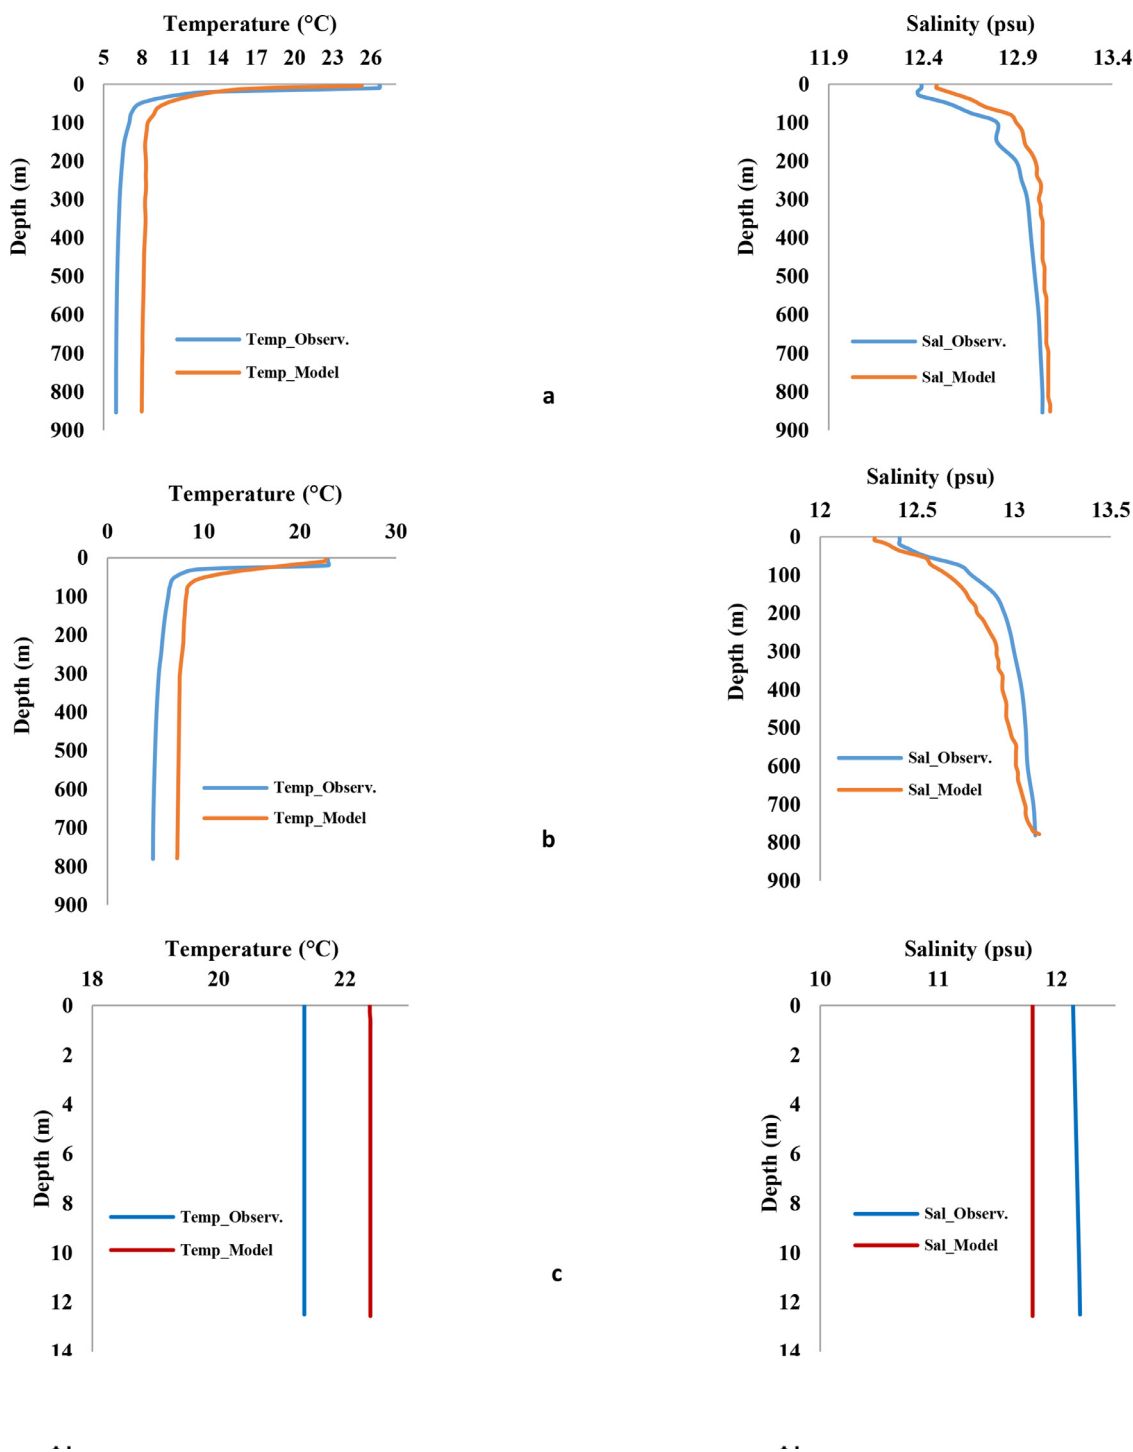 Temperature (°C)
5 8 11 14 17 20 23 26
0
100
200
300
400
500
600
700
800
900
Depth (m)
Temp_Observ.
Temp_Model
Salinity (psu)
11.9 12.4 12.9 13.4
0
100
200
300
400
500
600
700
800
900
Depth (m)
Sal_Observ.
Sal_Model
a
Temperature (°C)
0 10 20 30
0
100
200
300
400
500
600
700
800
900
Depth (m)
Temp_Observ.
Temp_Model
Salinity (psu)
12 12.5 13 13.5
0
100
200
300
400
500
600
700
800
900
Depth (m)
Sal_Observ.
Sal_Model
b
Temperature (°C)
18 20 22
0
2
4
6
8
10
12
14
Depth (m)
Temp_Observ.
Temp_Model
Salinity (psu)
10 11 12
0
2
4
6
8
10
12
14
Depth (m)
Sal_Observ.
Sal_Model
c